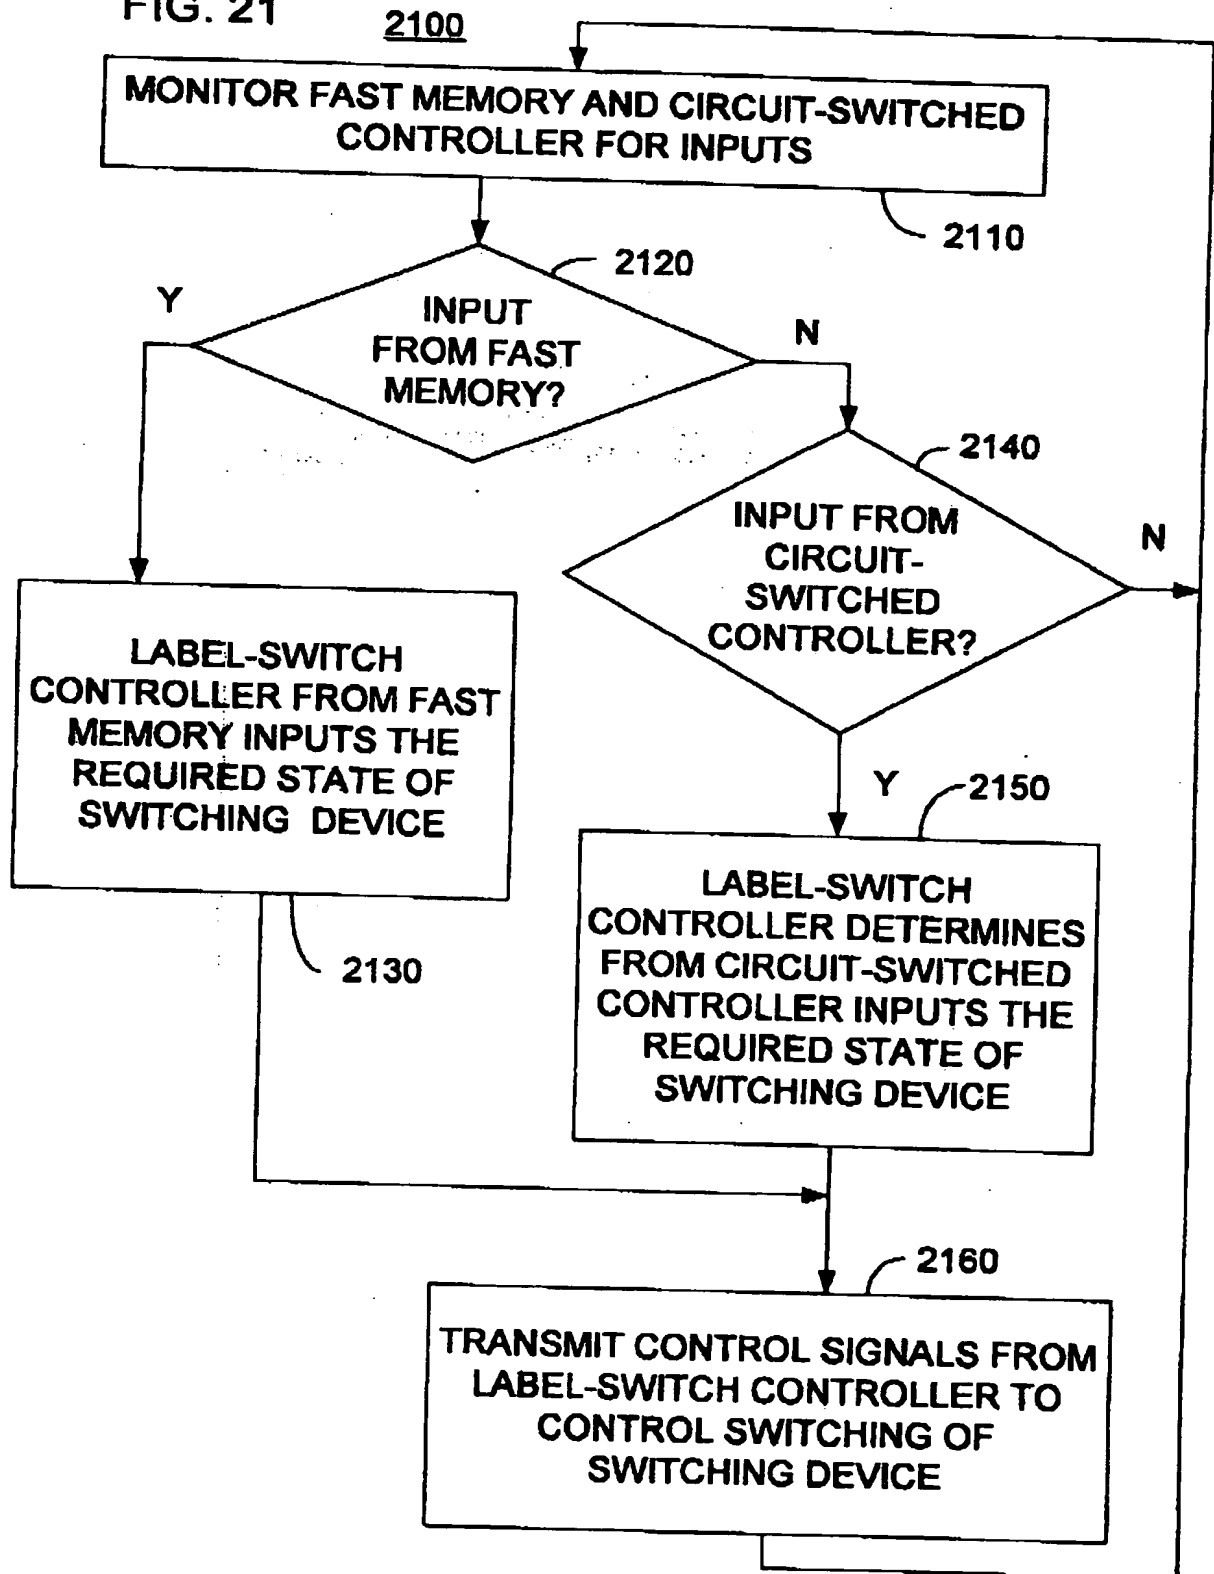 FIG. 21
2100
MONITOR FAST MEMORY AND CIRCUIT-SWITCHED
CONTROLLER FOR INPUTS
2110
2120
Y
INPUT
FROM FAST
MEMORY?
N
2140
INPUT FROM
CIRCUIT-
SWITCHED
CONTROLLER?
N
LABEL-SWITCH
CONTROLLER FROM FAST
MEMORY INPUTS THE
REQUIRED STATE OF
SWITCHING DEVICE
2130
Y
2150
LABEL-SWITCH
CONTROLLER DETERMINES
FROM CIRCUIT-SWITCHED
CONTROLLER INPUTS THE
REQUIRED STATE OF
SWITCHING DEVICE
2160
TRANSMIT CONTROL SIGNALS FROM
LABEL-SWITCH CONTROLLER TO
CONTROL SWITCHING OF
SWITCHING DEVICE